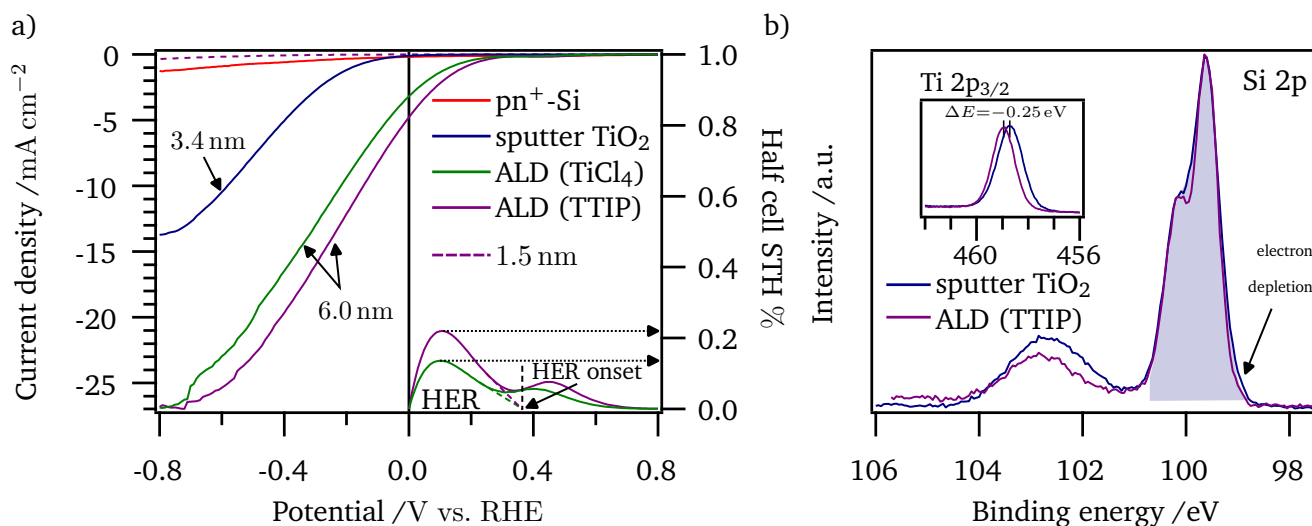 a)
Current density /mA cm⁻²
0
-5
-10
-15
-20
-25
3.4 nm
6.0 nm
pn⁺-Si
sputter TiO₂
ALD (TiCl₄)
ALD (TTIP)
1.5 nm
HER
HER onset
1.0
0.8
0.6
0.4
0.2
0.0
Half cell STH %
-0.8
-0.4
0.0
0.4
0.8
Potential /V vs. RHE
b)
Intensity /a.u.
Si 2p
Ti 2p₃/₂
ΔE=−0.25 eV
460
456
sputter TiO₂
ALD (TTIP)
electron
depletion
106
104
102
100
98
Binding energy /eV